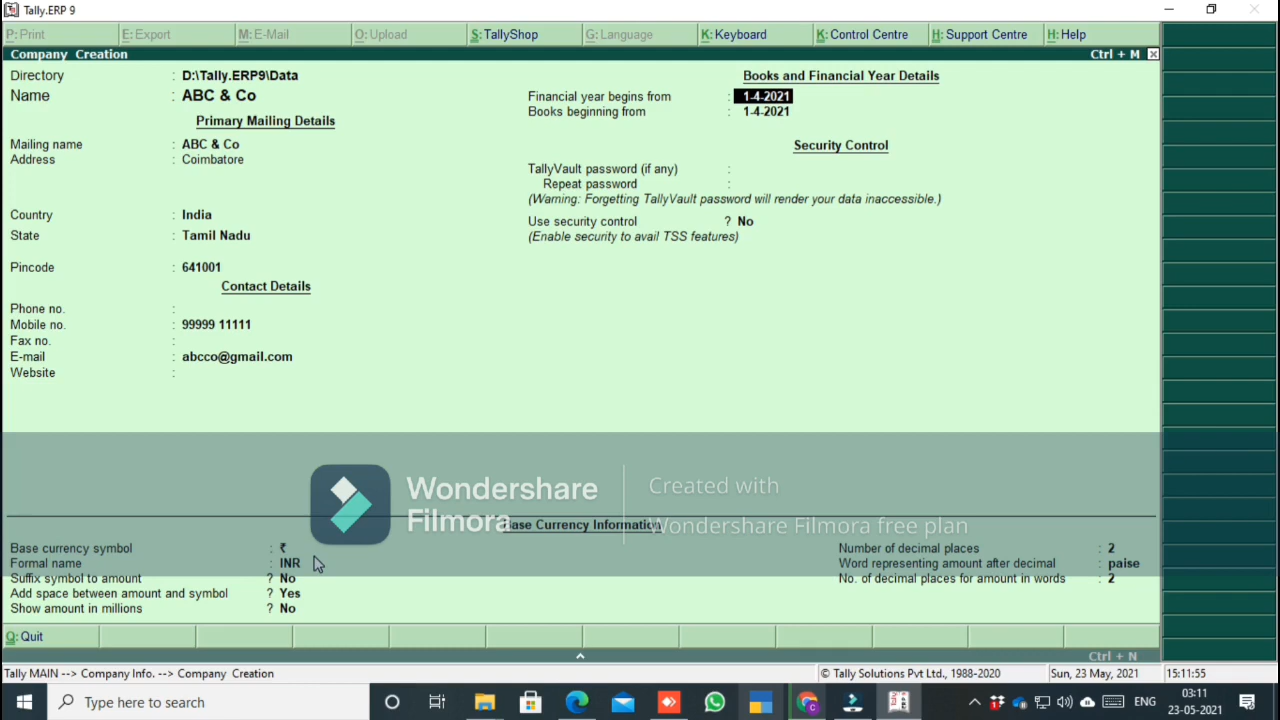 Tally.ERP 9
P: Print
E: Export
M: E-Mail
O: Upload
S: TallyShop
G: Language
K: Keyboard
K: Control Centre
H: Support Centre
H: Help
Company Creation
Ctrl + M
Directory : D:\Tally.ERP9\Data
Name : ABC & Co
Primary Mailing Details
Mailing name : ABC & Co
Address : Coimbatore
Country : India
State : Tamil Nadu
Pincode : 641001
Contact Details
Phone no. :
Mobile no. : 99999 11111
Fax no. :
E-mail : abcco@gmail.com
Website :
Books and Financial Year Details
Financial year begins from : 1-4-2021
Books beginning from : 1-4-2021
Security Control
TallyVault password (if any) :
Repeat password :
(Warning: Forgetting TallyVault password will render your data inaccessible.)
Use security control ? No
(Enable security to avail TSS features)
Wondershare
Filmora
Created with
Wondershare Filmora free plan
Base Currency Information
Base currency symbol : ₹
Formal name : INR
Suffix symbol to amount ? No
Add space between amount and symbol ? Yes
Show amount in millions ? No
Number of decimal places : 2
Word representing amount after decimal : paise
No. of decimal places for amount in words : 2
Q: Quit
Ctrl + N
Tally MAIN --> Company Info. --> Company Creation
© Tally Solutions Pvt Ltd., 1988-2020
Sun, 23 May, 2021
15:11:55
Type here to search
ENG
03:11
23-05-2021